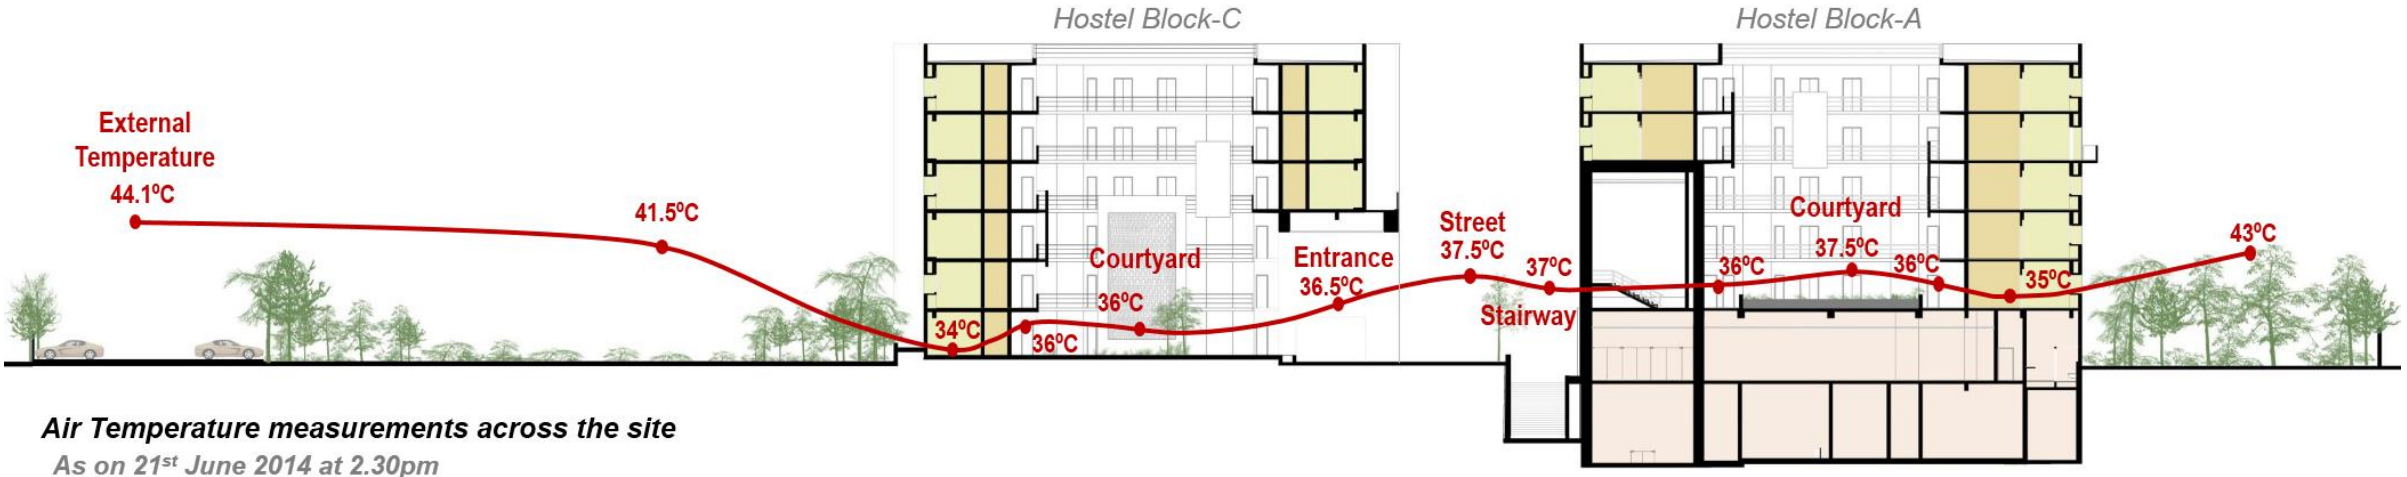 Hostel Block-C
Hostel Block-A
External
Temperature
44.1ºC
41.5ºC
34ºC
36ºC
Courtyard
36ºC
Entrance
36.5ºC
Street
37.5ºC
37ºC
Stairway
36ºC
Courtyard
37.5ºC
36ºC
35ºC
43ºC
Air Temperature measurements across the site
As on 21st June 2014 at 2.30pm